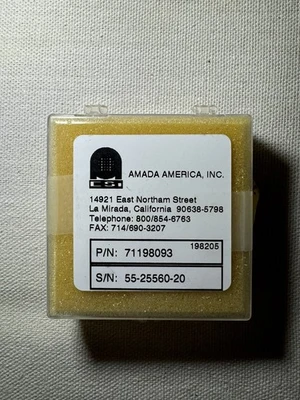 CSI
AMADA AMERICA, INC.
14921 East Northam Street
La Mirada, California 90638-5798
Telephone: 800/854-6763
FAX: 714/690-3207
198205
P/N: 71198093
S/N: 55-25560-20